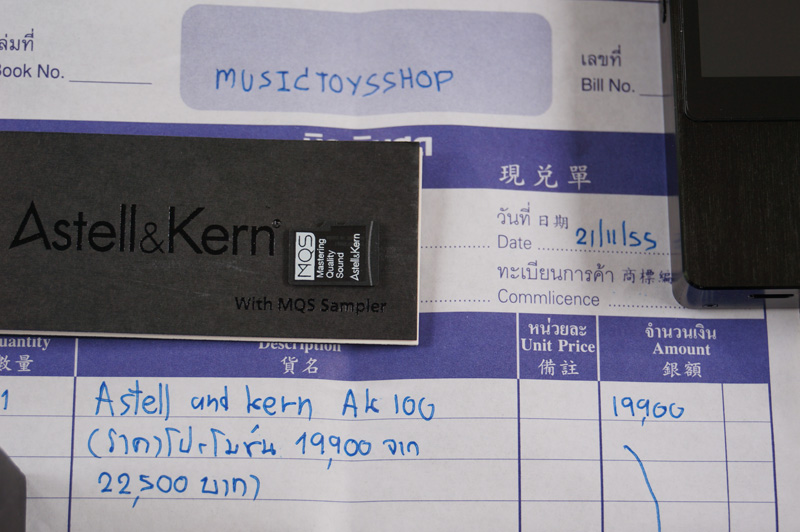 ล่มที่
Book No.
MUSICTOYSSHOP
เลขที่
Bill No.
現兌單
Astell&Kern
MQS
Mastering
Quality
Sound
Astell&Kern
With MQS Sampler
วันที่ 日期
Date 21/11/55
ทะเบียนการค้า 商標
Commlicence
uantity
數量
Description
貨名
หน่วยละ
Unit Price
備註
จำนวนเงิน
Amount
銀額
1 Astell and kern AK 100 19,900
(ราคาโปรโมชั่น 19,900 จาก
22,500 บาท)